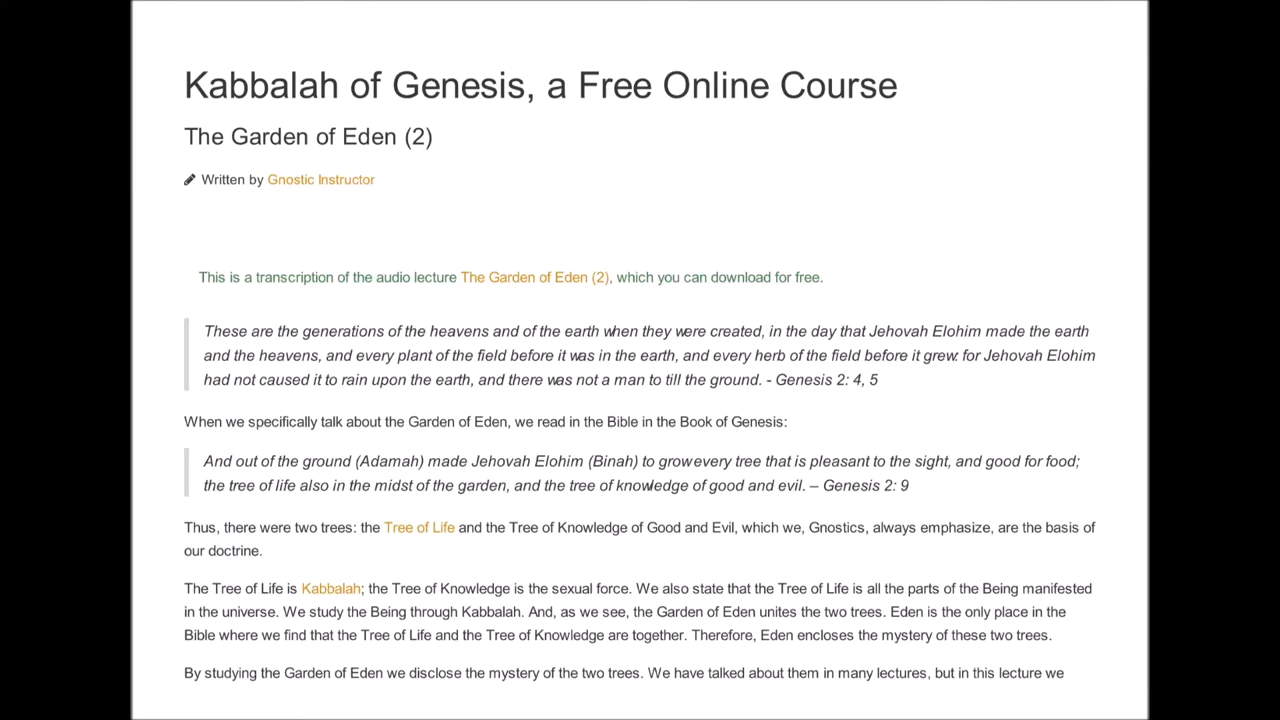 Kabbalah of Genesis, a Free Online Course
The Garden of Eden (2)
Written by Gnostic Instructor
This is a transcription of the audio lecture The Garden of Eden (2), which you can download for free.
These are the generations of the heavens and of the earth when they were created, in the day that Jehovah Elohim made the earth
and the heavens, and every plant of the field before it was in the earth, and every herb of the field before it grew: for Jehovah Elohim
had not caused it to rain upon the earth, and there was not a man to till the ground. - Genesis 2: 4, 5
When we specifically talk about the Garden of Eden, we read in the Bible in the Book of Genesis:
And out of the ground (Adamah) made Jehovah Elohim (Binah) to grow every tree that is pleasant to the sight, and good for food;
the tree of life also in the midst of the garden, and the tree of knowledge of good and evil. – Genesis 2: 9
Thus, there were two trees: the Tree of Life and the Tree of Knowledge of Good and Evil, which we, Gnostics, always emphasize, are the basis of
our doctrine.
The Tree of Life is Kabbalah; the Tree of Knowledge is the sexual force. We also state that the Tree of Life is all the parts of the Being manifested
in the universe. We study the Being through Kabbalah. And, as we see, the Garden of Eden unites the two trees. Eden is the only place in the
Bible where we find that the Tree of Life and the Tree of Knowledge are together. Therefore, Eden encloses the mystery of these two trees.
By studying the Garden of Eden we disclose the mystery of the two trees. We have talked about them in many lectures, but in this lecture we